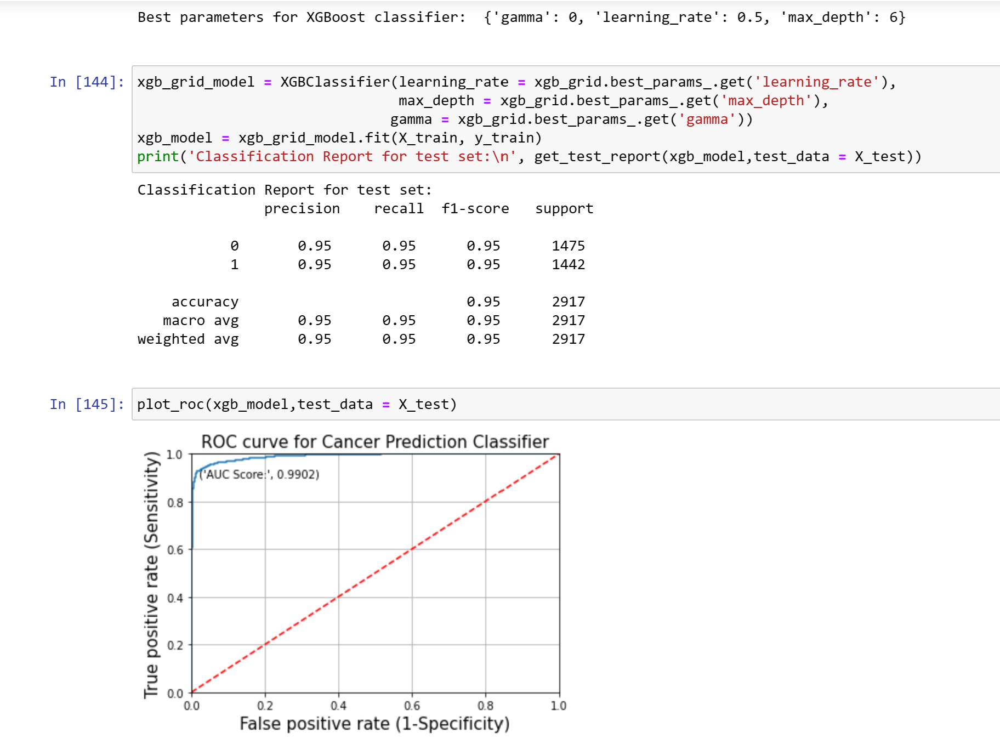 Best parameters for XGBoost classifier:  {'gamma': 0, 'learning_rate': 0.5, 'max_depth': 6}
In [144]: xgb_grid_model = XGBClassifier(learning_rate = xgb_grid.best_params_.get('learning_rate'),
max_depth = xgb_grid.best_params_.get('max_depth'),
gamma = xgb_grid.best_params_.get('gamma'))
xgb_model = xgb_grid_model.fit(X_train, y_train)
print('Classification Report for test set:\n', get_test_report(xgb_model,test_data = X_test))
Classification Report for test set:
precision recall f1-score support
0 0.95 0.95 0.95 1475
1 0.95 0.95 0.95 1442
accuracy 0.95 2917
macro avg 0.95 0.95 0.95 2917
weighted avg 0.95 0.95 0.95 2917
In [145]: plot_roc(xgb_model,test_data = X_test)
ROC curve for Cancer Prediction Classifier
True positive rate (Sensitivity)
1.0
('AUC Score:', 0.9902)
0.8
0.6
0.4
0.2
0.0
0.0 0.2 0.4 0.6 0.8 1.0
False positive rate (1-Specificity)